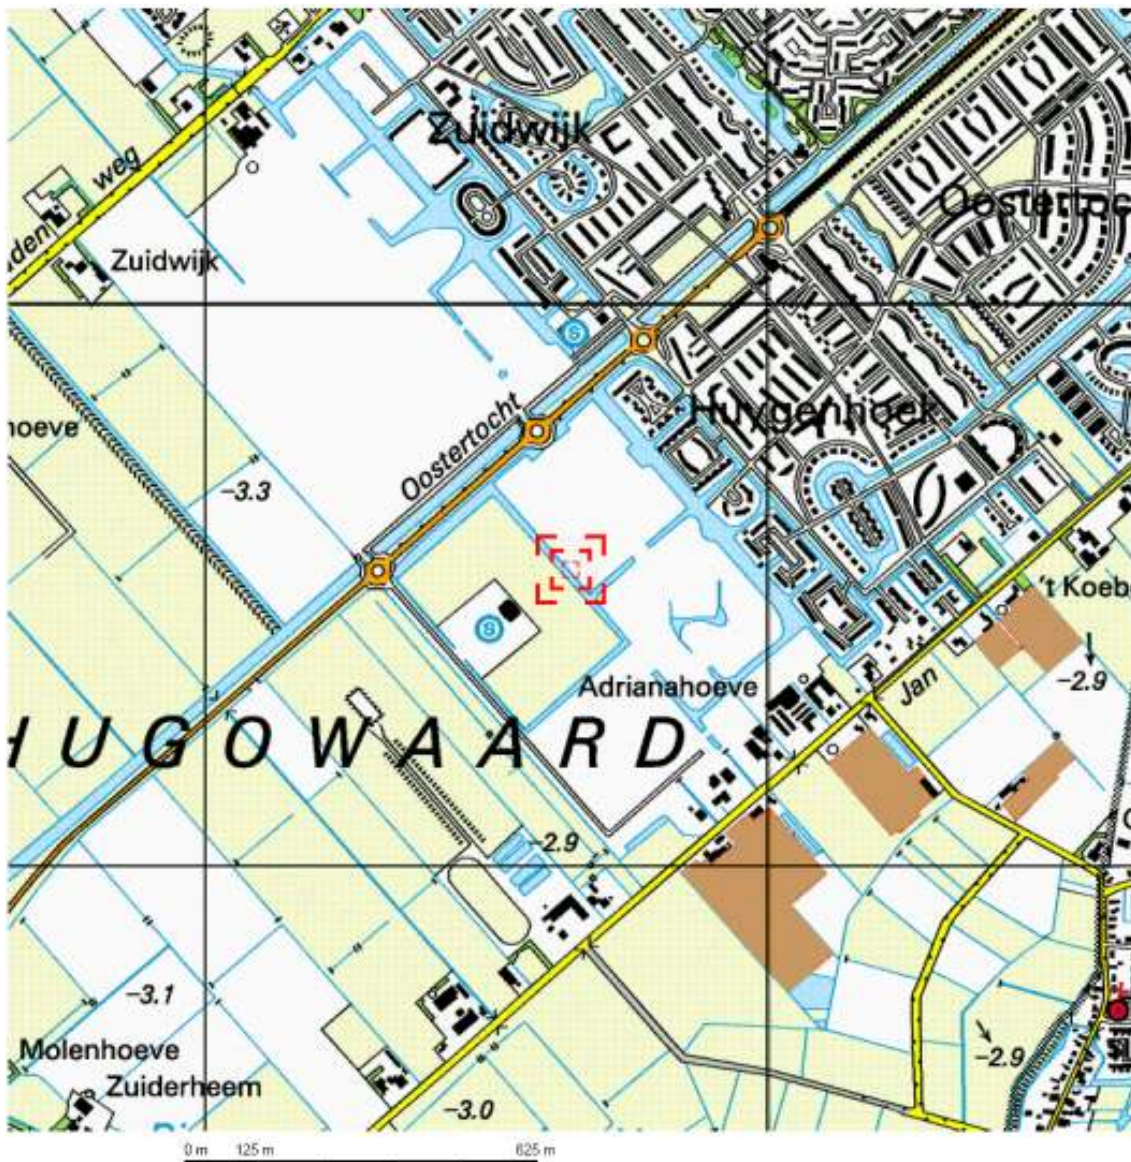 Zuidwijk
weg
Oostertoc
Zuidwijk
S
hoeve
Oostertocht
Huygenhoek
-3.3
't Koeb
S
Adrianahoeve
Jan
-2.9
HUGOWAARD
-2.9
-3.1
-2.9
Molenhoeve
Zuiderheem
-3.0
0 m 125 m 625 m